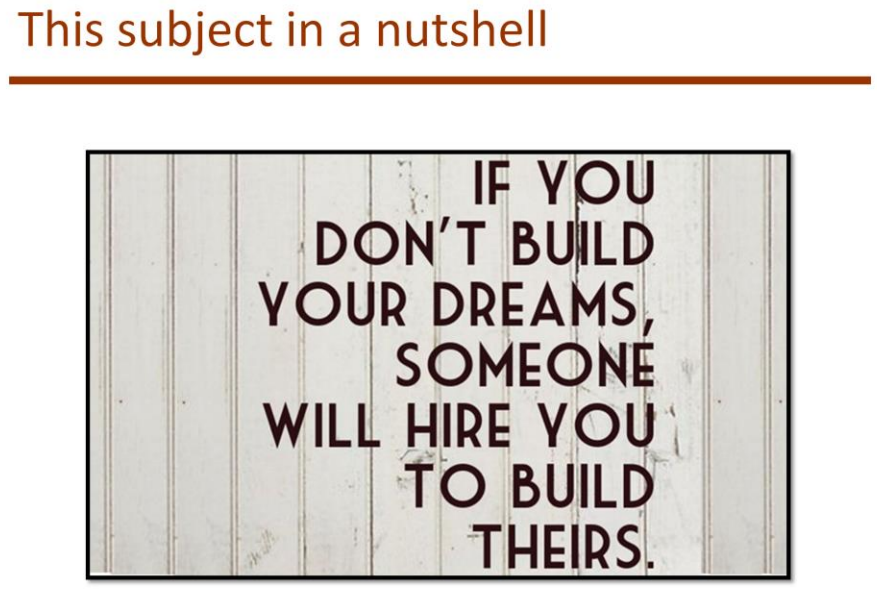 This subject in a nutshell
IF YOU
DON'T BUILD
YOUR DREAMS,
SOMEONE
WILL HIRE YOU
TO BUILD
THEIRS.